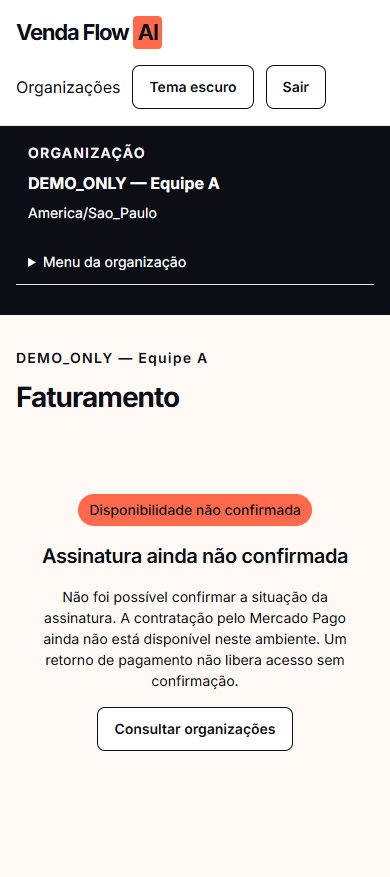 Venda Flow AI
Organizações
Tema escuro
Sair
ORGANIZAÇÃO
DEMO_ONLY — Equipe A
America/Sao_Paulo
Menu da organização
DEMO_ONLY — Equipe A
Faturamento
Disponibilidade não confirmada
Assinatura ainda não confirmada
Não foi possível confirmar a situação da
assinatura. A contratação pelo Mercado Pago
ainda não está disponível neste ambiente. Um
retorno de pagamento não libera acesso sem
confirmação.
Consultar organizações